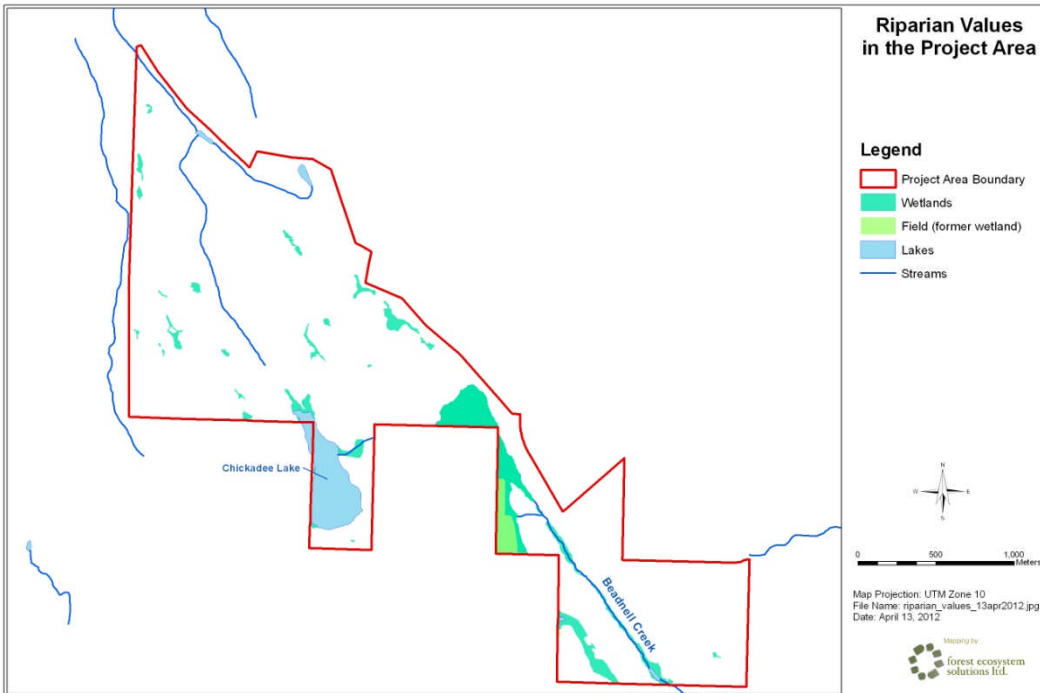 Riparian Values
in the Project Area
Legend
Project Area Boundary
Wetlands
Field (former wetland)
Lakes
Streams
Chickadee Lake
Beadnell Creek
N
W E
S
0 500 1,000
Meters
Map Projection: UTM Zone 10
File Name: riparian_values_13apr2012.jpg
Date: April 13, 2012
Mapping by:
forest ecosystem
solutions ltd.